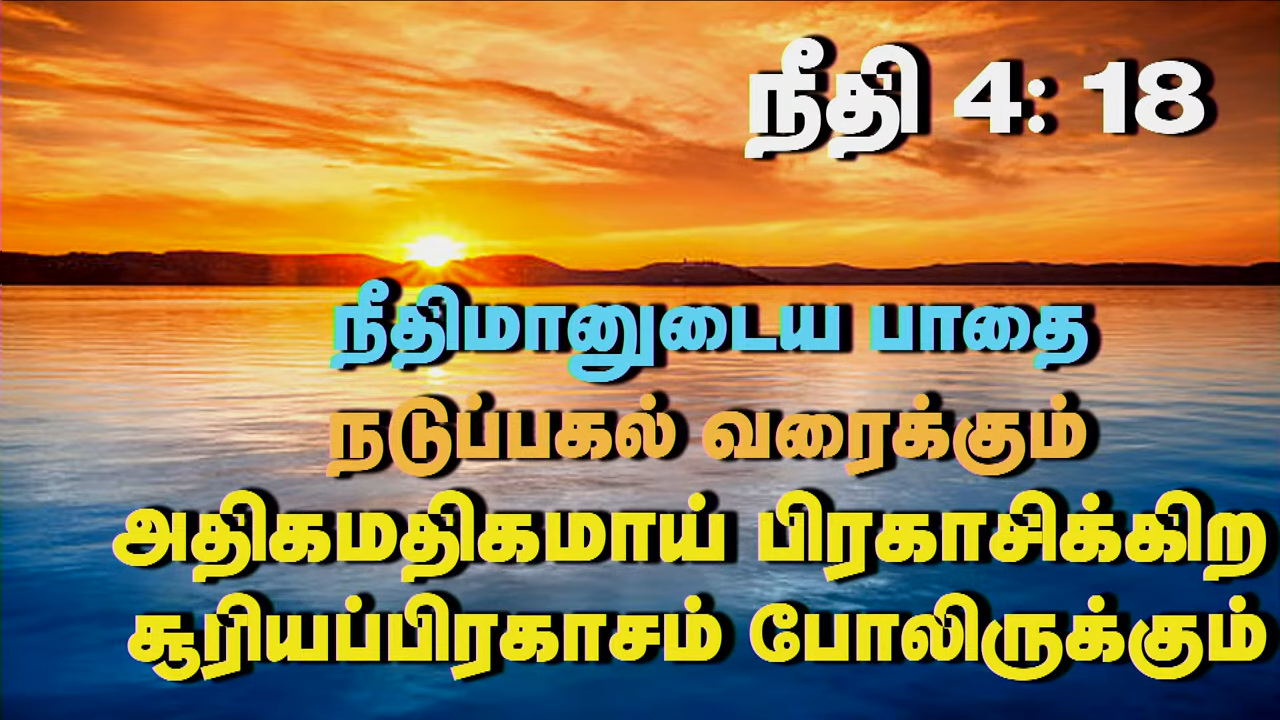 நீதி 4: 18
நீதிமானுடைய பாதை
நடுப்பகல் வரைக்கும்
அதிகமதிகமாய் பிரகாசிக்கிற
சூரியப்பிரகாசம் போலிருக்கும்